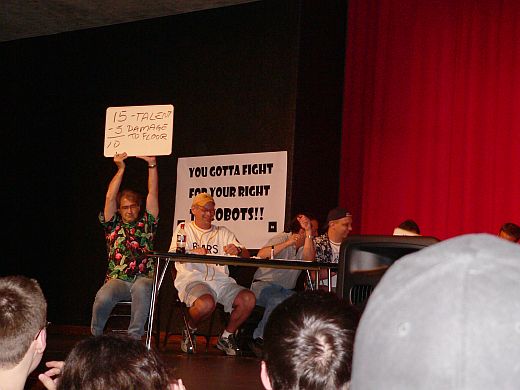 15 -TALENT
-5 DAMAGE
10 TO FLOOR
YOU GOTTA FIGHT
FOR YOUR RIGHT
ROBOTS!!
BEARS